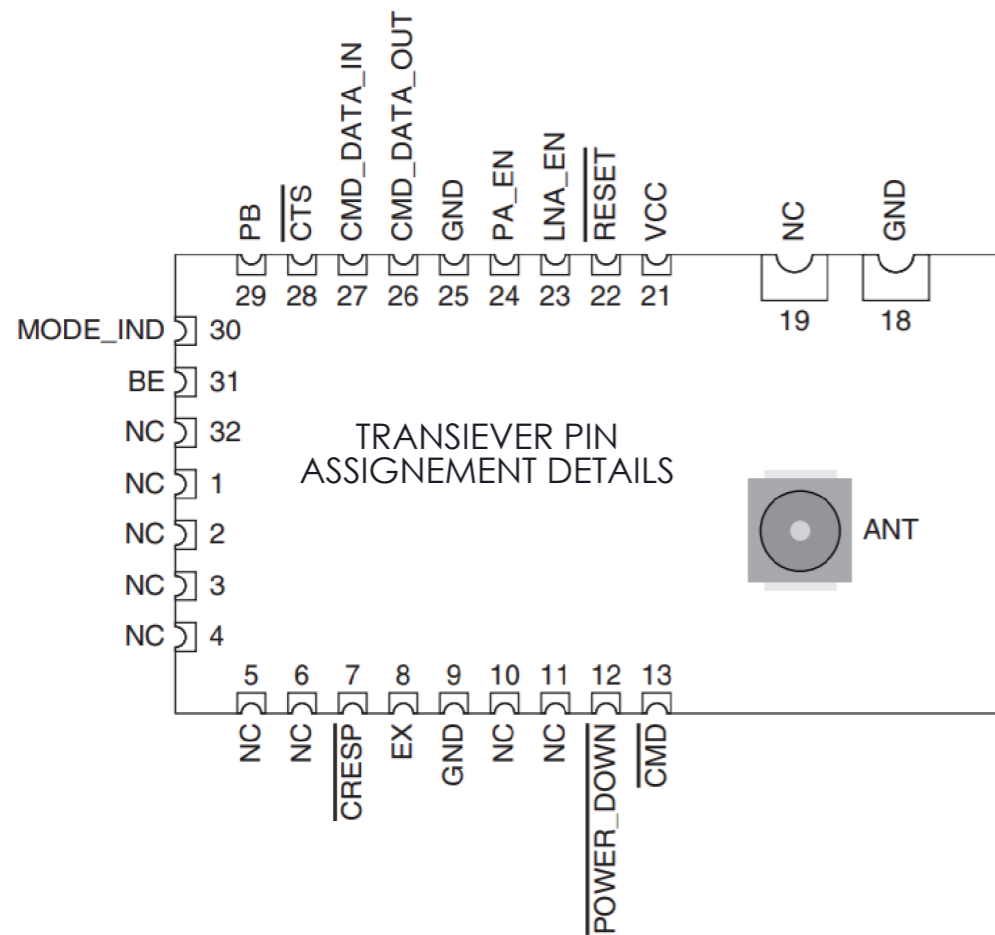 PB
CTS
CMD_DATA_IN
CMD_DATA_OUT
GND
PA_EN
LNA_EN
RESET
VCC
NC
GND
29 28 27 26 25 24 23 22 21 19 18
MODE_IND 30
BE 31
NC 32
NC 1
NC 2
NC 3
NC 4
TRANSIEVER PIN
ASSIGNEMENT DETAILS
ANT
5 6 7 8 9 10 11 12 13
NC
NC
CRESP
EX
GND
NC
NC
POWER_DOWN
CMD